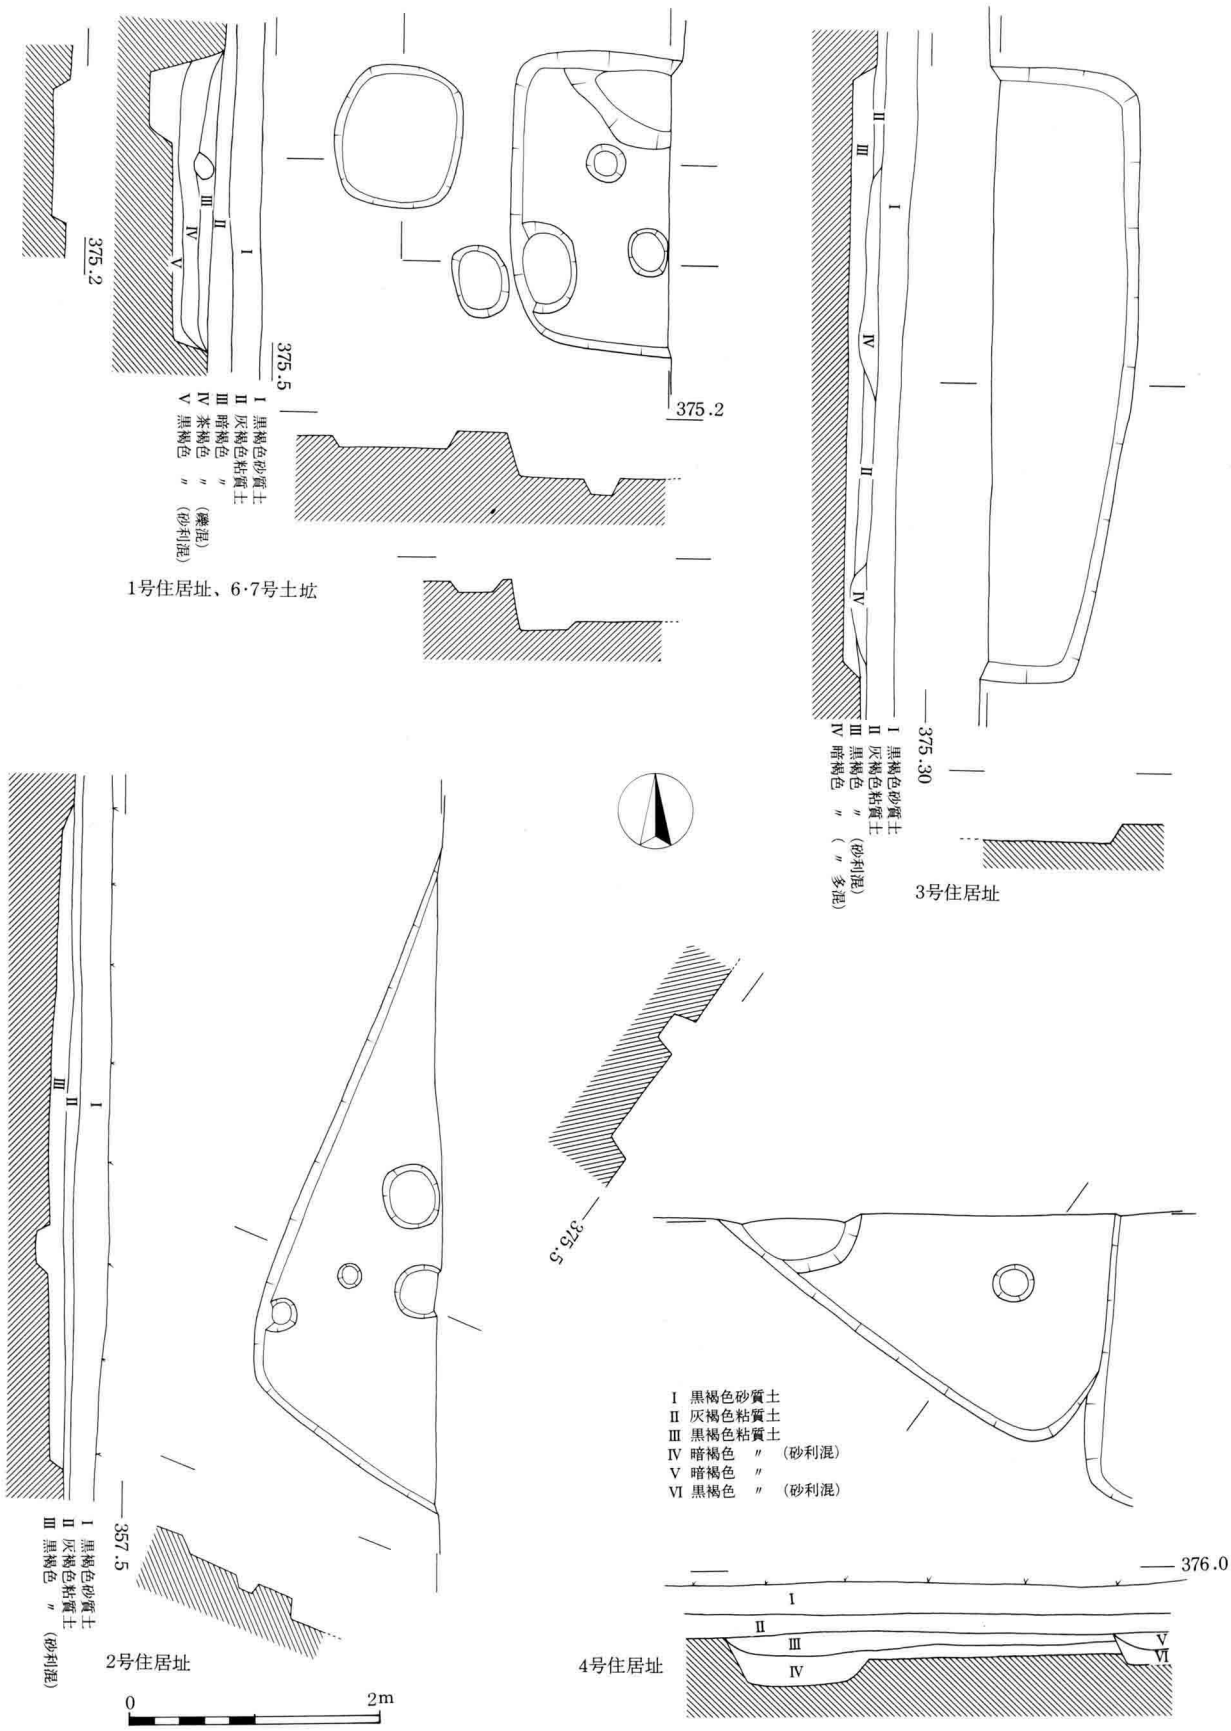 375.2
375.5
I
II
III
IV
V
I 黒褐色砂質土
II 灰褐色粘質土
III 暗褐色 〃
IV 茶褐色 〃 (礫混)
V 黒褐色 〃 (砂利混)
375.2
1号住居址、6·7号土坛
II
III
I
IV
II
IV
375.30
I 黒褐色砂質土
II 灰褐色粘質土
III 黒褐色 〃 (砂利混)
IV 暗褐色 〃 (〃多混)
3号住居址
III
II
I
357.5
I 黒褐色砂質土
II 灰褐色粘質土
III 黒褐色 〃 (砂利混)
2号住居址
0 2m
375.5
I 黒褐色砂質土
II 灰褐色粘質土
III 黒褐色粘質土
IV 暗褐色 〃 (砂利混)
V 暗褐色 〃
VI 黒褐色 〃 (砂利混)
376.0
I
II
III
IV
V
VI
4号住居址